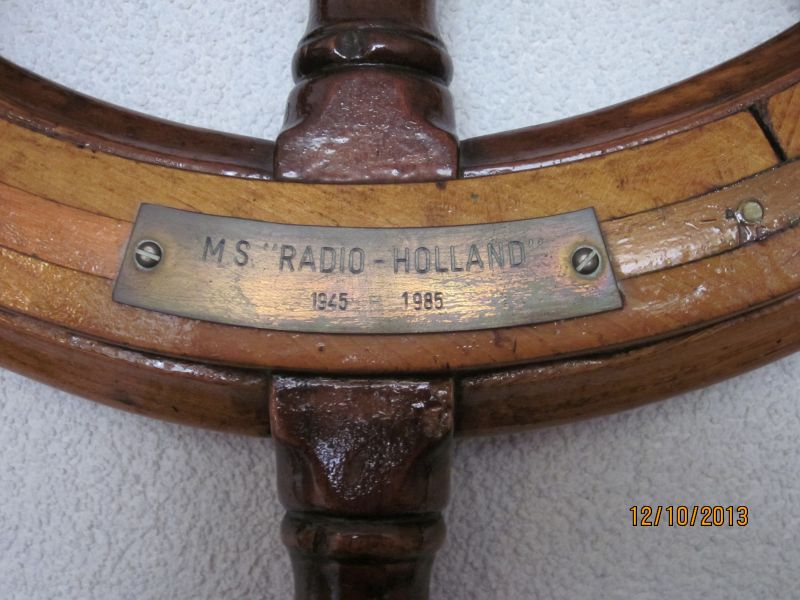 M.S. "RADIO-HOLLAND"
1945 - 1985
12/10/2013